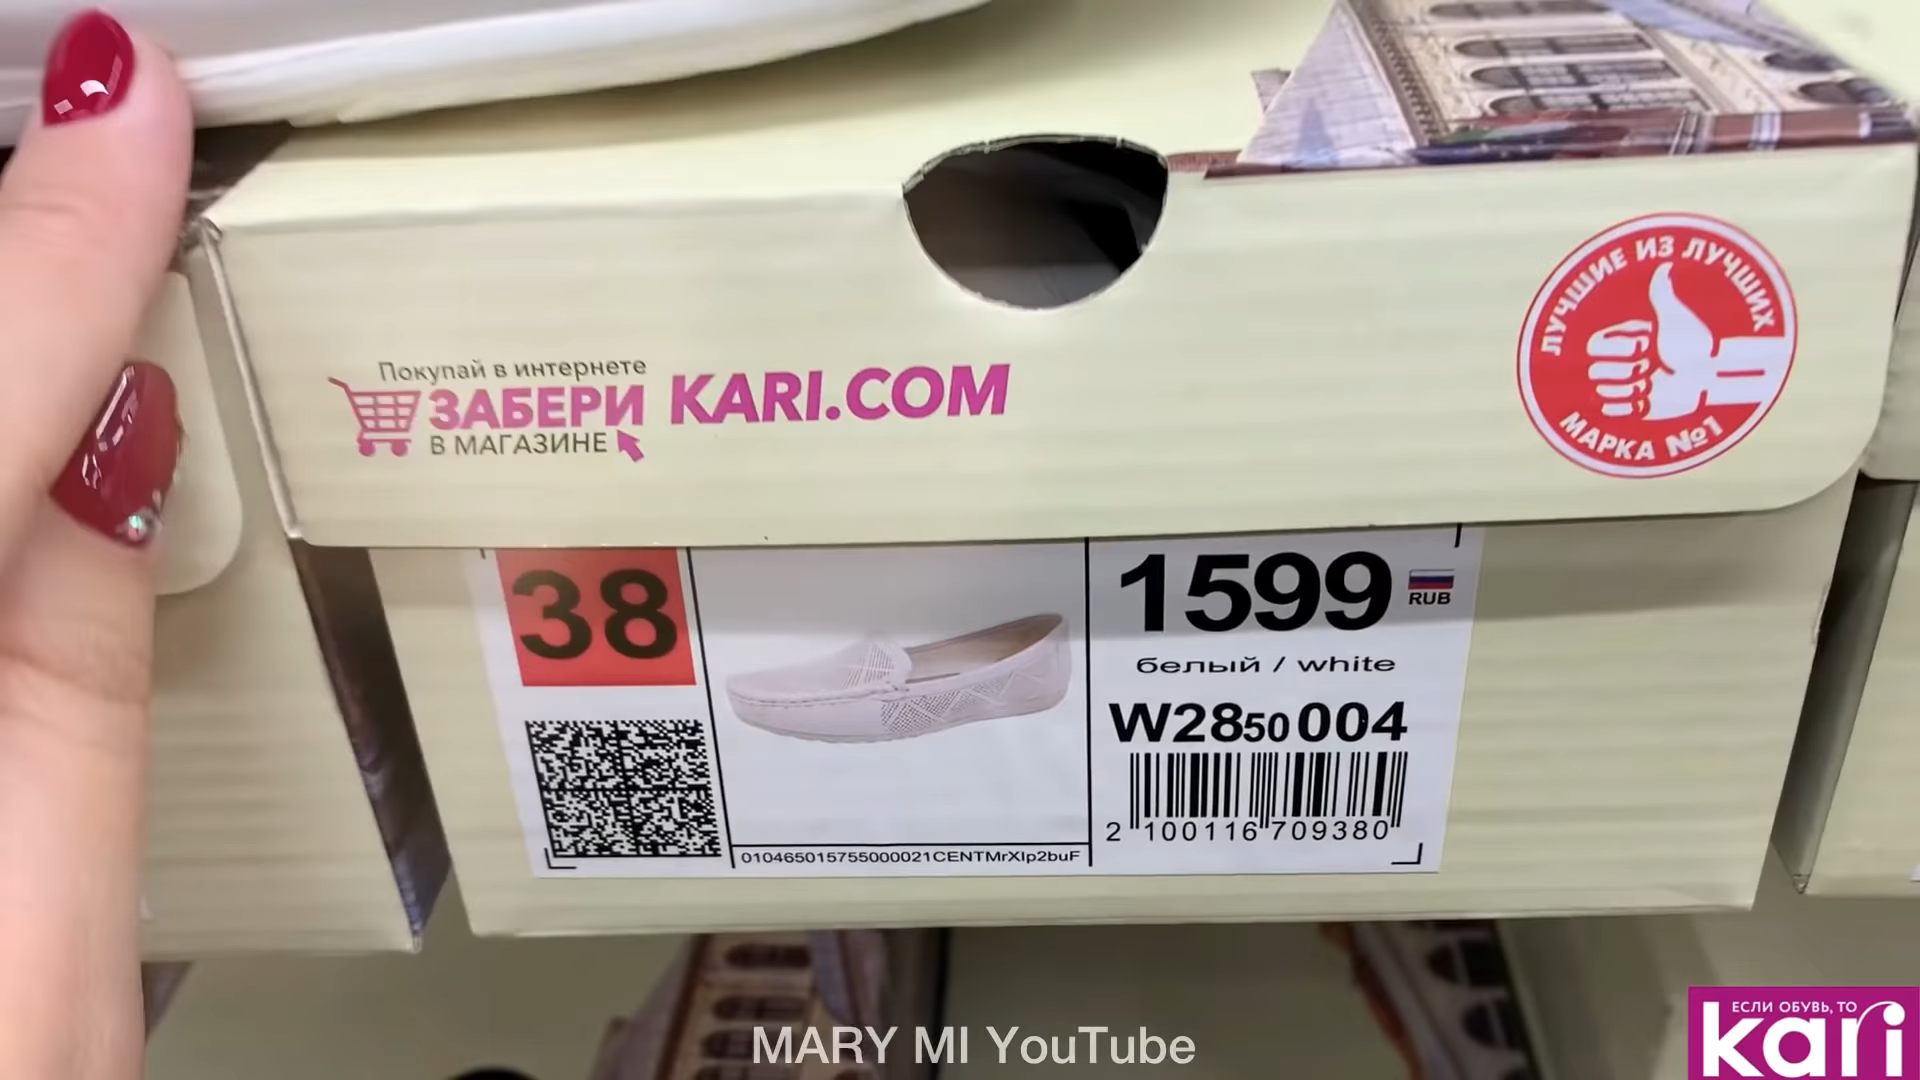 ЛУЧШИЕ ИЗ ЛУЧШИХ
МАРКА №1
Покупай в интернете
ЗАБЕРИ KARI.COM
В МАГАЗИНЕ
38
1599
RUB
белый / white
W2850004
2 100116 709380
010465015755000021CENTMrXIp2buF
MARY MI YouTube
ЕСЛИ ОБУВЬ, ТО
kari